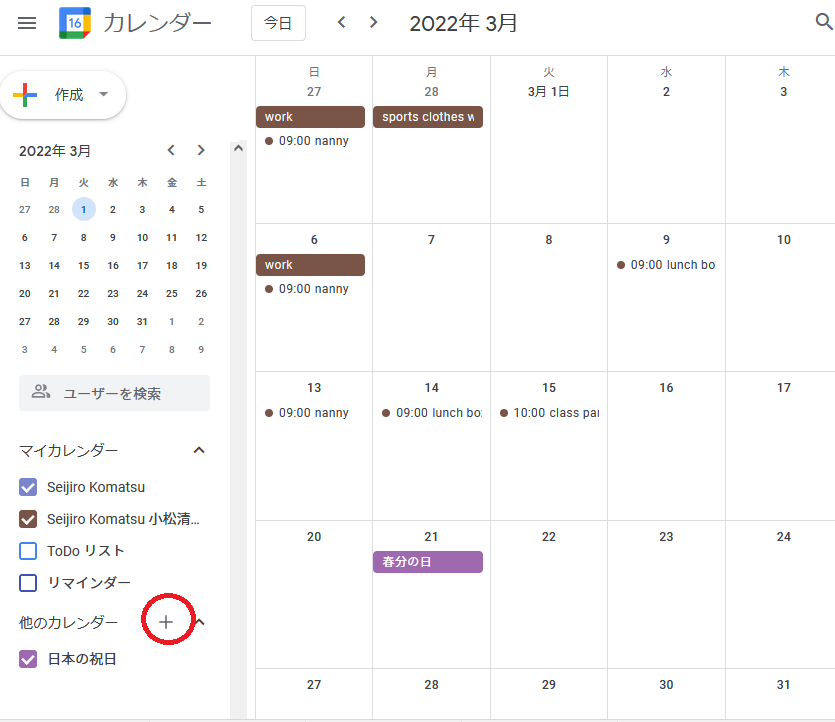 16 カレンダー 今日 2022年 3月
作成
2022年 3月
日 月 火 水 木 金 土
27 28 1 2 3 4 5
6 7 8 9 10 11 12
13 14 15 16 17 18 19
20 21 22 23 24 25 26
27 28 29 30 31 1 2
3 4 5 6 7 8 9
ユーザーを検索
マイカレンダー
Seijiro Komatsu
Seijiro Komatsu 小松清...
ToDo リスト
リマインダー
他のカレンダー
日本の祝日
日 月 火 水 木
27 28 3月 1日 2 3
work sports clothes w
09:00 nanny
6 7 8 9 10
work 09:00 lunch bo
09:00 nanny
13 14 15 16 17
09:00 nanny 09:00 lunch bo 10:00 class par
20 21 22 23 24
春分の日
27 28 29 30 31